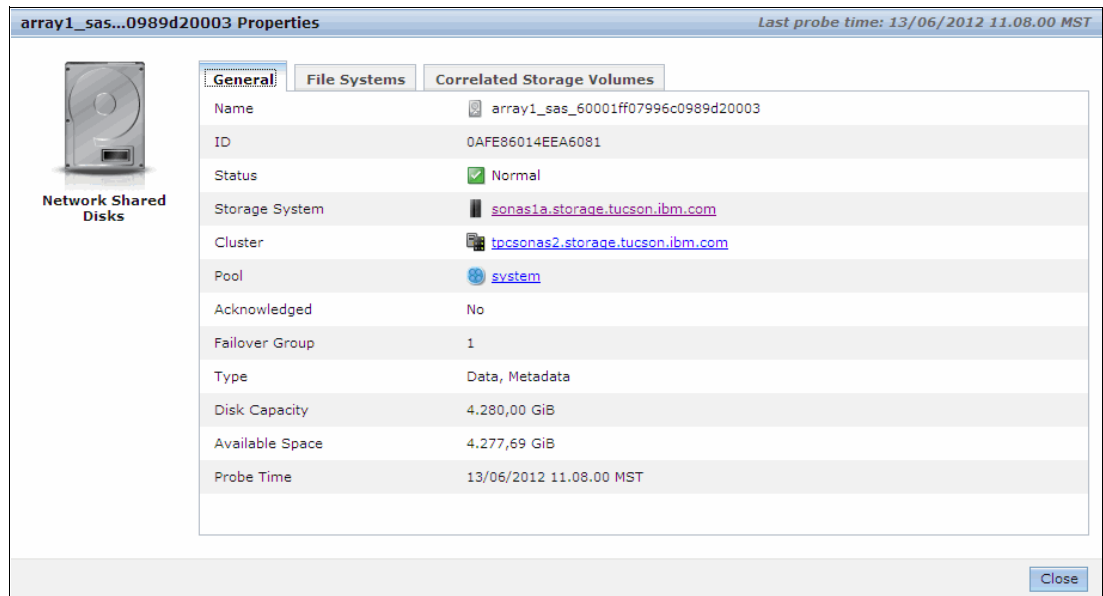 array1_sas...0989d20003 Properties Last probe time: 13/06/2012 11.08.00 MST
General File Systems Correlated Storage Volumes
Network Shared
Disks
Name array1_sas_60001ff07996c0989d20003
ID 0AFE86014EEA6081
Status Normal
Storage System sonas1a.storage.tucson.ibm.com
Cluster tpcsonas2.storage.tucson.ibm.com
Pool system
Acknowledged No
Failover Group 1
Type Data, Metadata
Disk Capacity 4.280,00 GiB
Available Space 4.277,69 GiB
Probe Time 13/06/2012 11.08.00 MST
Close